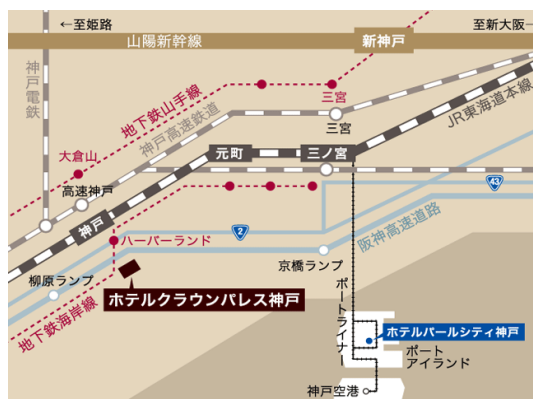 ←至姫路
至新大阪→
山陽新幹線
新神戸
神戸電鉄
地下鉄山手線
三宮
三宮
神戸高速鉄道
JR東海道本線
大倉山
元町
三ノ宮
高速神戸
43
神戸
2
ハーバーランド
阪神高速道路
京橋ランプ
柳原ランプ
ホテルクラウンパレス神戸
地下鉄海岸線
ポートライナー
ホテルパールシティ神戸
ポート
アイランド
神戸空港